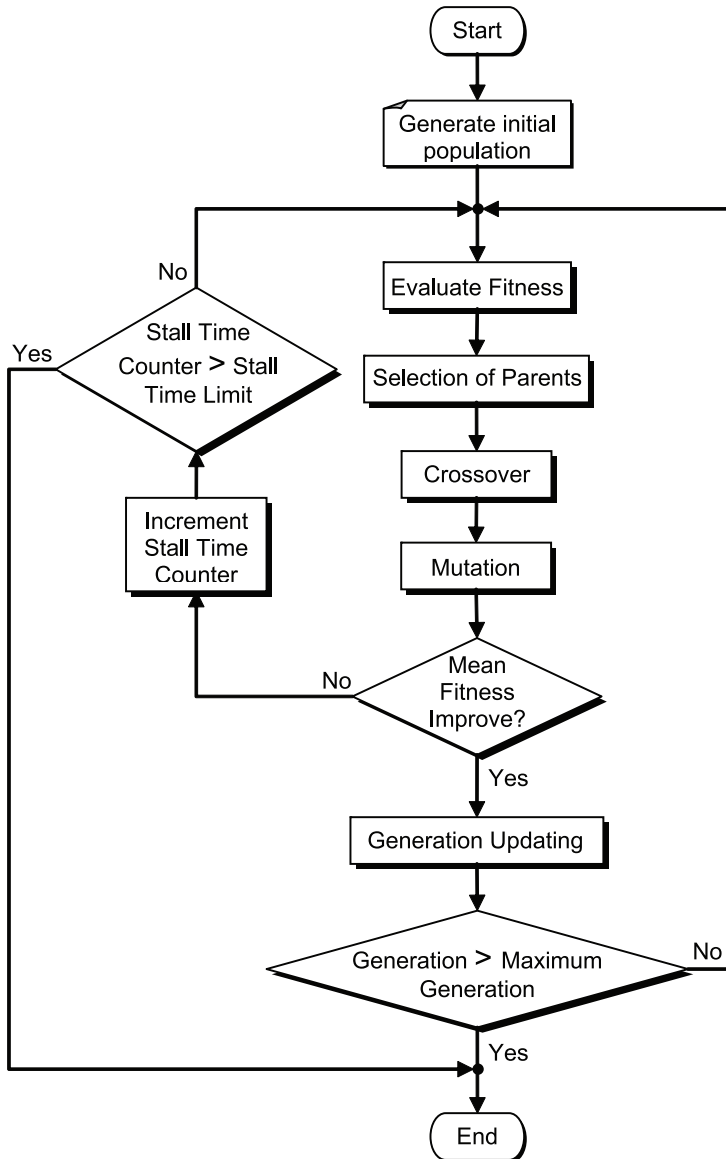 Start
Generate initial
population
No
Evaluate Fitness
Stall Time
Counter > Stall
Time Limit
Yes
Selection of Parents
Crossover
Increment
Stall Time
Counter
Mutation
Mean
Fitness
Improve?
No
Yes
Generation Updating
Generation > Maximum
Generation
No
Yes
End